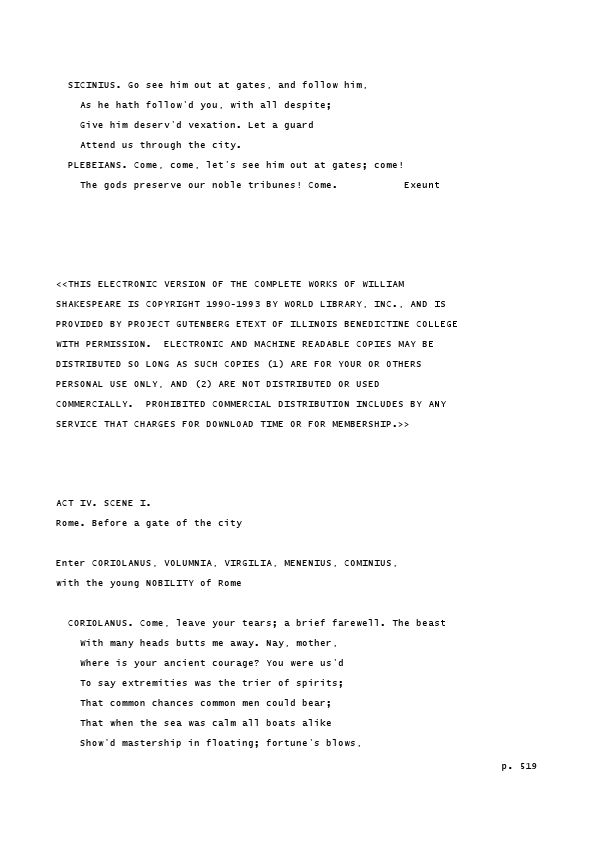 SICINIUS. Go see him out at gates, and follow him,
As he hath follow'd you, with all despite;
Give him deserv'd vexation. Let a guard
Attend us through the city.
PLEBEIANS. Come, come, let's see him out at gates; come!
The gods preserve our noble tribunes! Come.           Exeunt
<<THIS ELECTRONIC VERSION OF THE COMPLETE WORKS OF WILLIAM
SHAKESPEARE IS COPYRIGHT 1990-1993 BY WORLD LIBRARY, INC., AND IS
PROVIDED BY PROJECT GUTENBERG ETEXT OF ILLINOIS BENEDICTINE COLLEGE
WITH PERMISSION.  ELECTRONIC AND MACHINE READABLE COPIES MAY BE
DISTRIBUTED SO LONG AS SUCH COPIES (1) ARE FOR YOUR OR OTHERS
PERSONAL USE ONLY, AND (2) ARE NOT DISTRIBUTED OR USED
COMMERCIALLY.  PROHIBITED COMMERCIAL DISTRIBUTION INCLUDES BY ANY
SERVICE THAT CHARGES FOR DOWNLOAD TIME OR FOR MEMBERSHIP.>>
ACT IV. SCENE I.
Rome. Before a gate of the city
Enter CORIOLANUS, VOLUMNIA, VIRGILIA, MENENIUS, COMINIUS,
with the young NOBILITY of Rome
CORIOLANUS. Come, leave your tears; a brief farewell. The beast
With many heads butts me away. Nay, mother,
Where is your ancient courage? You were us'd
To say extremities was the trier of spirits;
That common chances common men could bear;
That when the sea was calm all boats alike
Show'd mastership in floating; fortune's blows,
p. 519